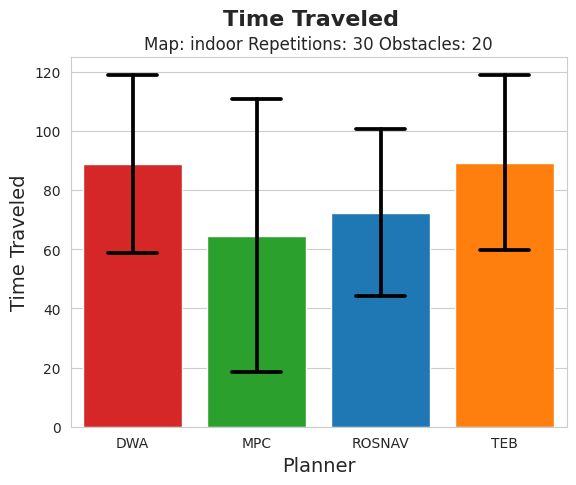 Time Traveled
Map: indoor Repetitions: 30 Obstacles: 20
Time Traveled
120
100
80
60
40
20
0
DWA MPC ROSNAV TEB
Planner